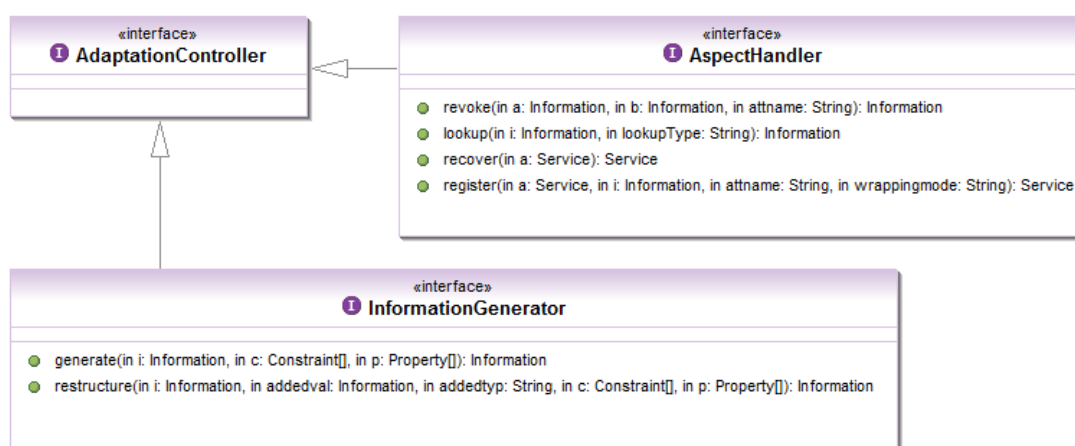 «interface»
I AdaptationController
«interface»
I AspectHandler
revoke(in a: Information, in b: Information, in attname: String): Information
lookup(in i: Information, in lookupType: String): Information
recover(in a: Service): Service
register(in a: Service, in i: Information, in attname: String, in wrappingmode: String): Service
«interface»
I InformationGenerator
generate(in i: Information, in c: Constraint[], in p: Property[]): Information
restructure(in i: Information, in addedval: Information, in addedtyp: String, in c: Constraint[], in p: Property[]): Information